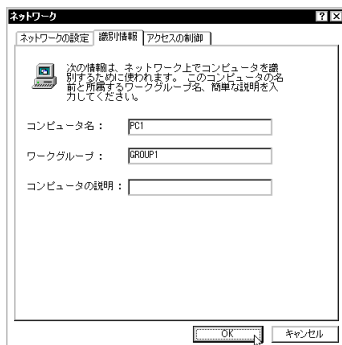 ネットワーク
ネットワークの設定 識別情報 アクセスの制御
次の情報は、ネットワーク上でコンピュータを識
別するために使われます。 このコンピュータの名
前と所属するワークグループ名、簡単な説明を入
力してください。
コンピュータ名： PC1
ワークグループ： GROUP1
コンピュータの説明：
OK キャンセル